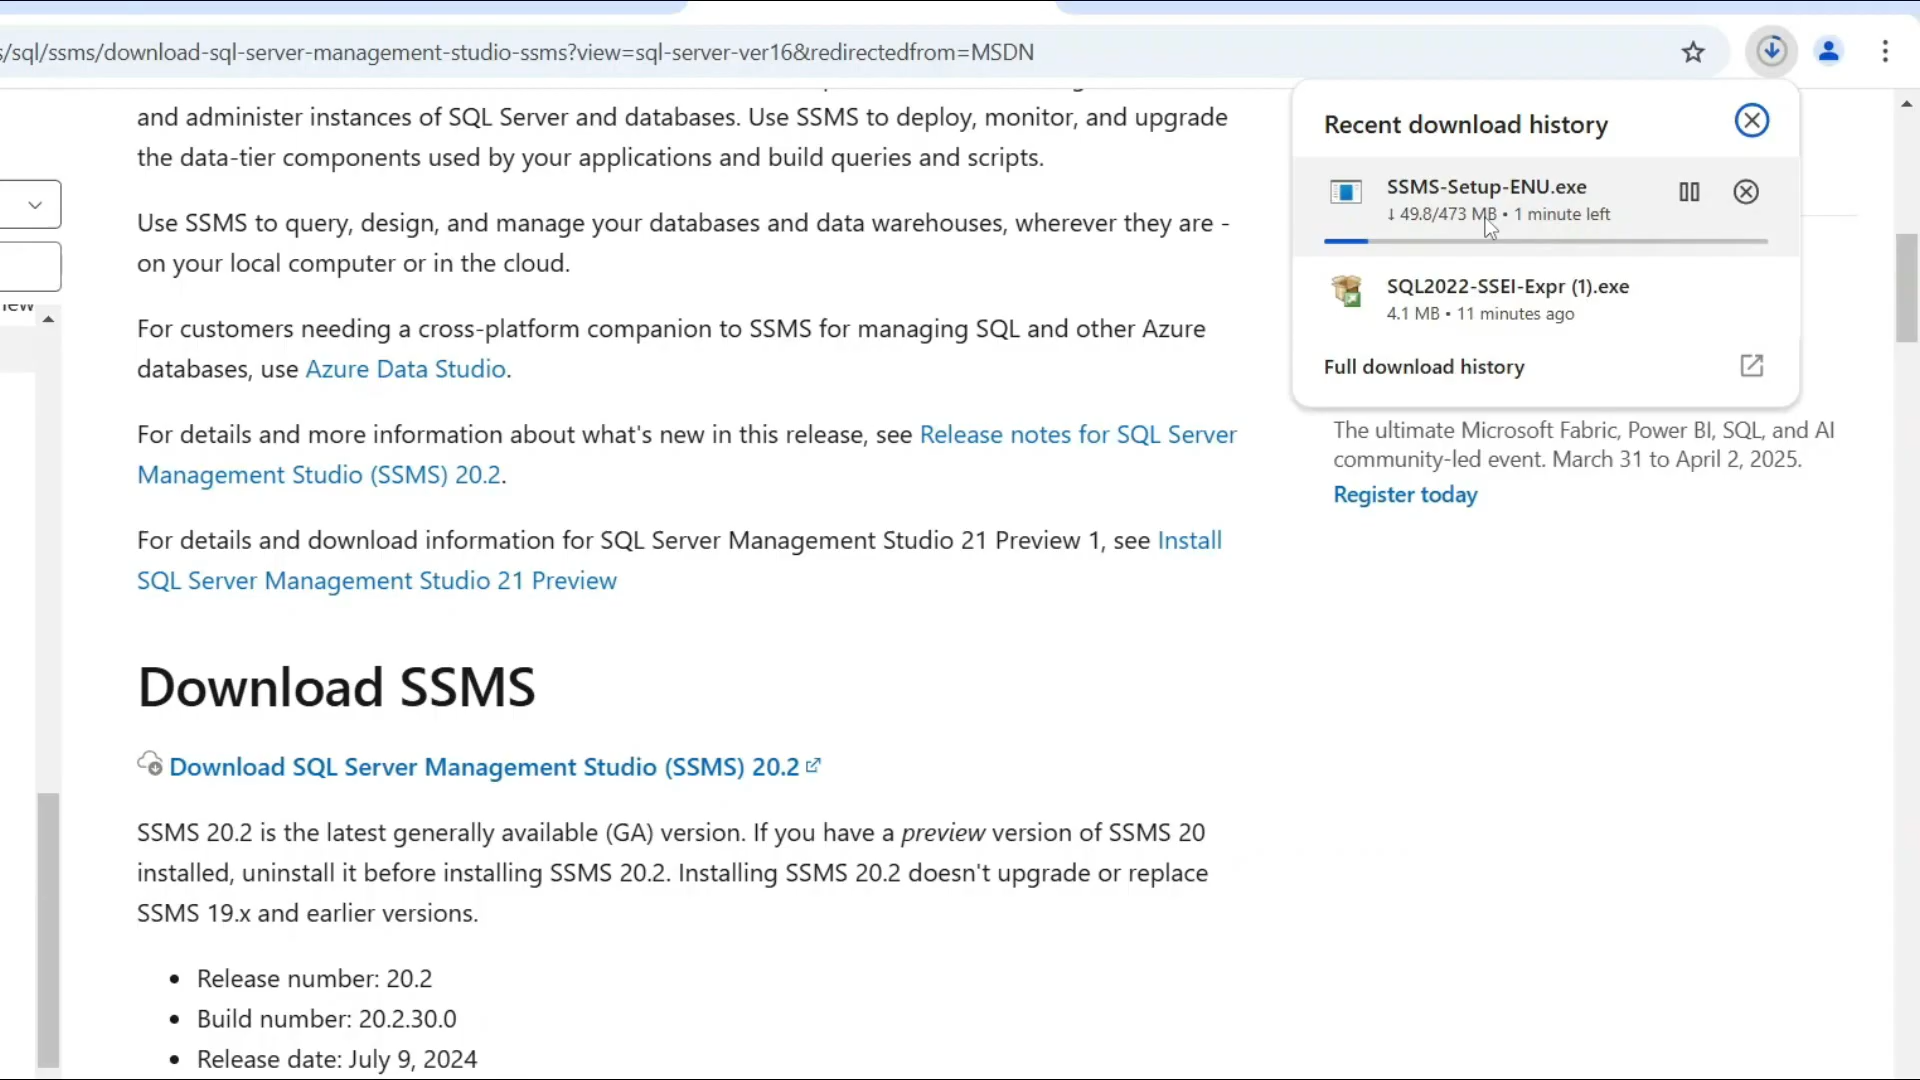 s/sql/ssms/download-sql-server-management-studio-ssms?view=sql-server-ver16&redirectedfrom=MSDN
and administer instances of SQL Server and databases. Use SSMS to deploy, monitor, and upgrade
the data-tier components used by your applications and build queries and scripts.
Use SSMS to query, design, and manage your databases and data warehouses, wherever they are -
on your local computer or in the cloud.
For customers needing a cross-platform companion to SSMS for managing SQL and other Azure
databases, use Azure Data Studio.
For details and more information about what's new in this release, see Release notes for SQL Server
Management Studio (SSMS) 20.2.
For details and download information for SQL Server Management Studio 21 Preview 1, see Install
SQL Server Management Studio 21 Preview
Download SSMS
Download SQL Server Management Studio (SSMS) 20.2
SSMS 20.2 is the latest generally available (GA) version. If you have a preview version of SSMS 20
installed, uninstall it before installing SSMS 20.2. Installing SSMS 20.2 doesn't upgrade or replace
SSMS 19.x and earlier versions.
• Release number: 20.2
• Build number: 20.2.30.0
• Release date: July 9, 2024
Recent download history
SSMS-Setup-ENU.exe
↓ 49.8/473 MB • 1 minute left
SQL2022-SSEI-Expr (1).exe
4.1 MB • 11 minutes ago
Full download history
The ultimate Microsoft Fabric, Power BI, SQL, and AI
community-led event. March 31 to April 2, 2025.
Register today